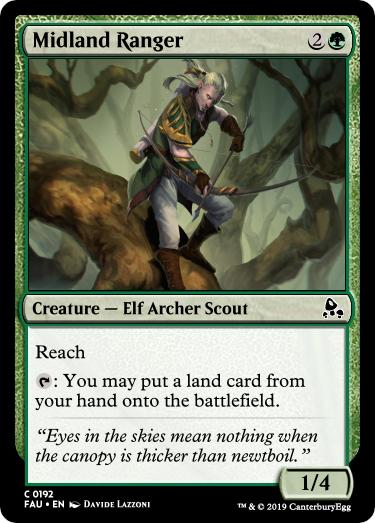 Midland Ranger 2
Creature — Elf Archer Scout
Reach
: You may put a land card from
your hand onto the battlefield.
“Eyes in the skies mean nothing when
the canopy is thicker than newtboil.”
1/4
C 0192
FAU • EN Davide Lazzoni
™ & © 2019 CanterburyEgg